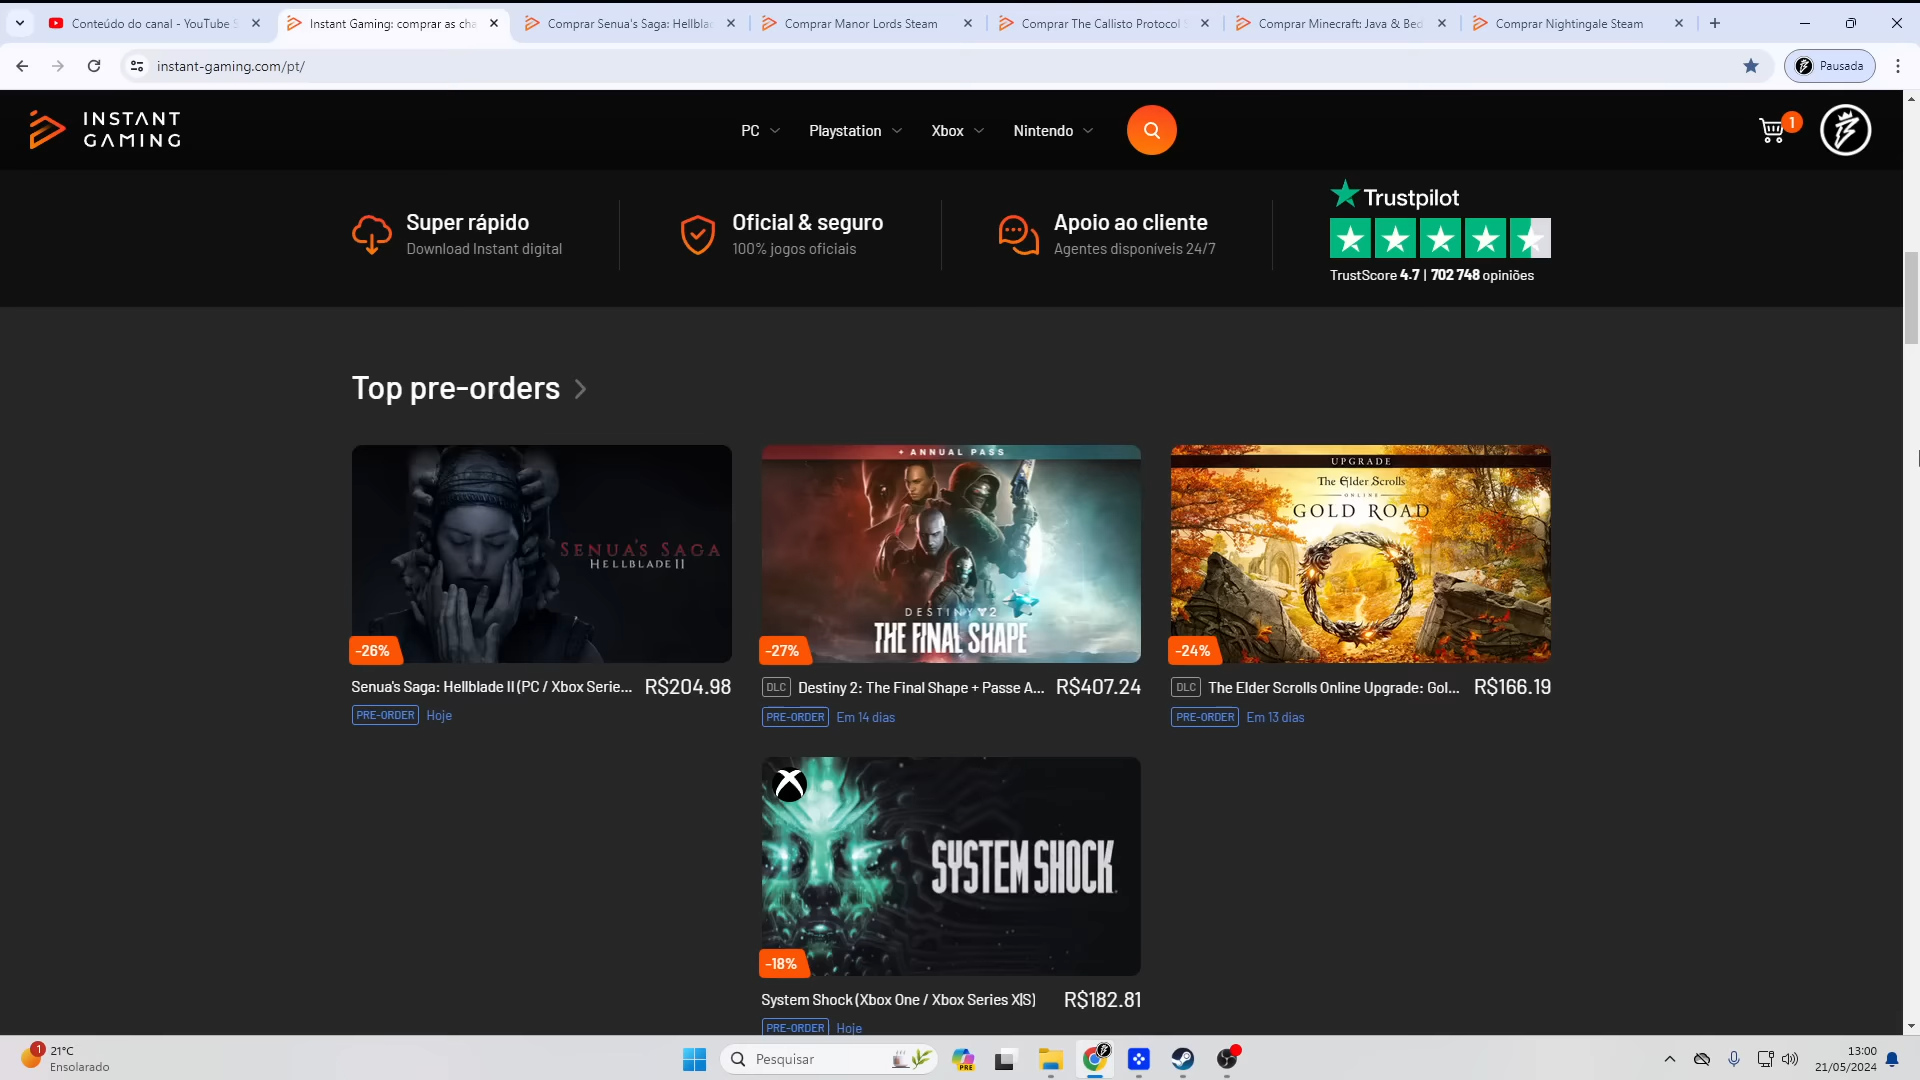 Conteúdo do canal - YouTube S
Instant Gaming: comprar as cha
Comprar Senua's Saga: Hellblad
Comprar Manor Lords Steam
Comprar The Callisto Protocol S
Comprar Minecraft: Java & Bed
Comprar Nightingale Steam
instant-gaming.com/pt/
Pausada
INSTANT
GAMING
PC
Playstation
Xbox
Nintendo
1
Super rápido
Download Instant digital
Oficial & seguro
100% jogos oficiais
Apoio ao cliente
Agentes disponíveis 24/7
Trustpilot
TrustScore 4.7 | 702 748 opiniões
Top pre-orders
SENUA'S SAGA
HELLBLADE II
-26%
Senua's Saga: Hellblade II (PC / Xbox Serie...
R$204.98
PRE-ORDER Hoje
+ ANNUAL PASS
DESTINY 2
THE FINAL SHAPE
-27%
DLC Destiny 2: The Final Shape + Passe A...
R$407.24
PRE-ORDER Em 14 dias
UPGRADE
The Elder Scrolls
ONLINE
GOLD ROAD
-24%
DLC The Elder Scrolls Online Upgrade: Gol...
R$166.19
PRE-ORDER Em 13 dias
SYSTEM SHOCK
-18%
System Shock (Xbox One / Xbox Series X|S)
R$182.81
PRE-ORDER Hoje
1
21°C
Ensolarado
Pesquisar
PRE
13:00
21/05/2024